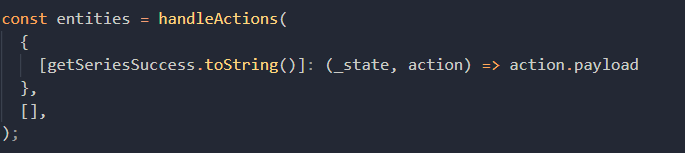 const entities = handleActions(
  {
    [getSeriesSuccess.toString()]: (_state, action) => action.payload
  },
  [],
);